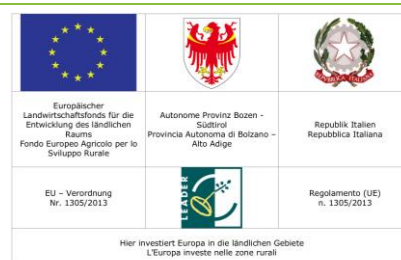 Europäischer
Landwirtschaftsfonds für die
Entwicklung des ländlichen
Raums
Fondo Europeo Agricolo per lo
Sviluppo Rurale
Autonome Provinz Bozen -
Südtirol
Provincia Autonoma di Bolzano –
Alto Adige
Republik Italien
Repubblica Italiana
EU – Verordnung
Nr. 1305/2013
LEADER
Regolamento (UE)
n. 1305/2013
Hier investiert Europa in die ländlichen Gebiete
L'Europa investe nelle zone rurali